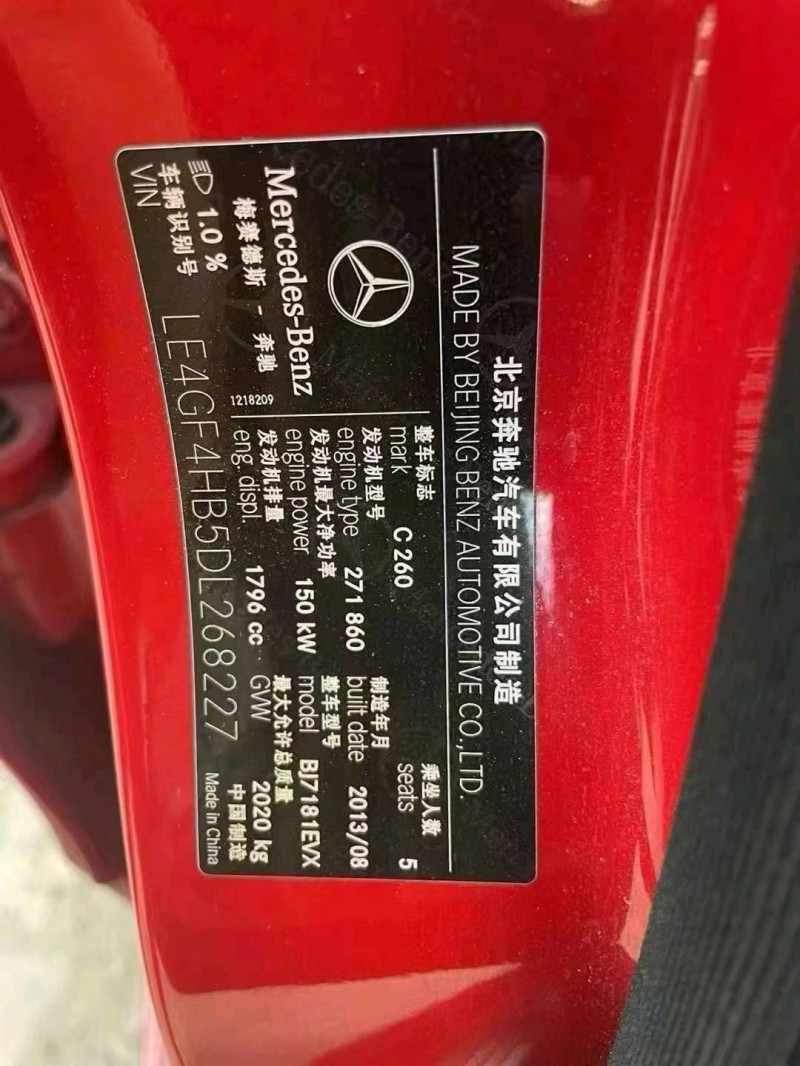 北京奔驰汽车有限公司制造
MADE BY BEIJING BENZ AUTOMOTIVE CO.,LTD.
Mercedes-Benz
梅赛德斯 - 奔驰
1218209
整车标志
mark C 260
乘坐人数
seats 5
发动机型号
engine type 271 860
制造年月
built date 2013/08
发动机最大净功率
engine power 150 kW
整车型号
model BJ7181EVX
发动机排量
eng. displ. 1796 cc
最大允许总质量
GVW 2020 kg
1.0 %
车辆识别号
VIN LE4GF4HB5DL268227
中国制造
Made in China